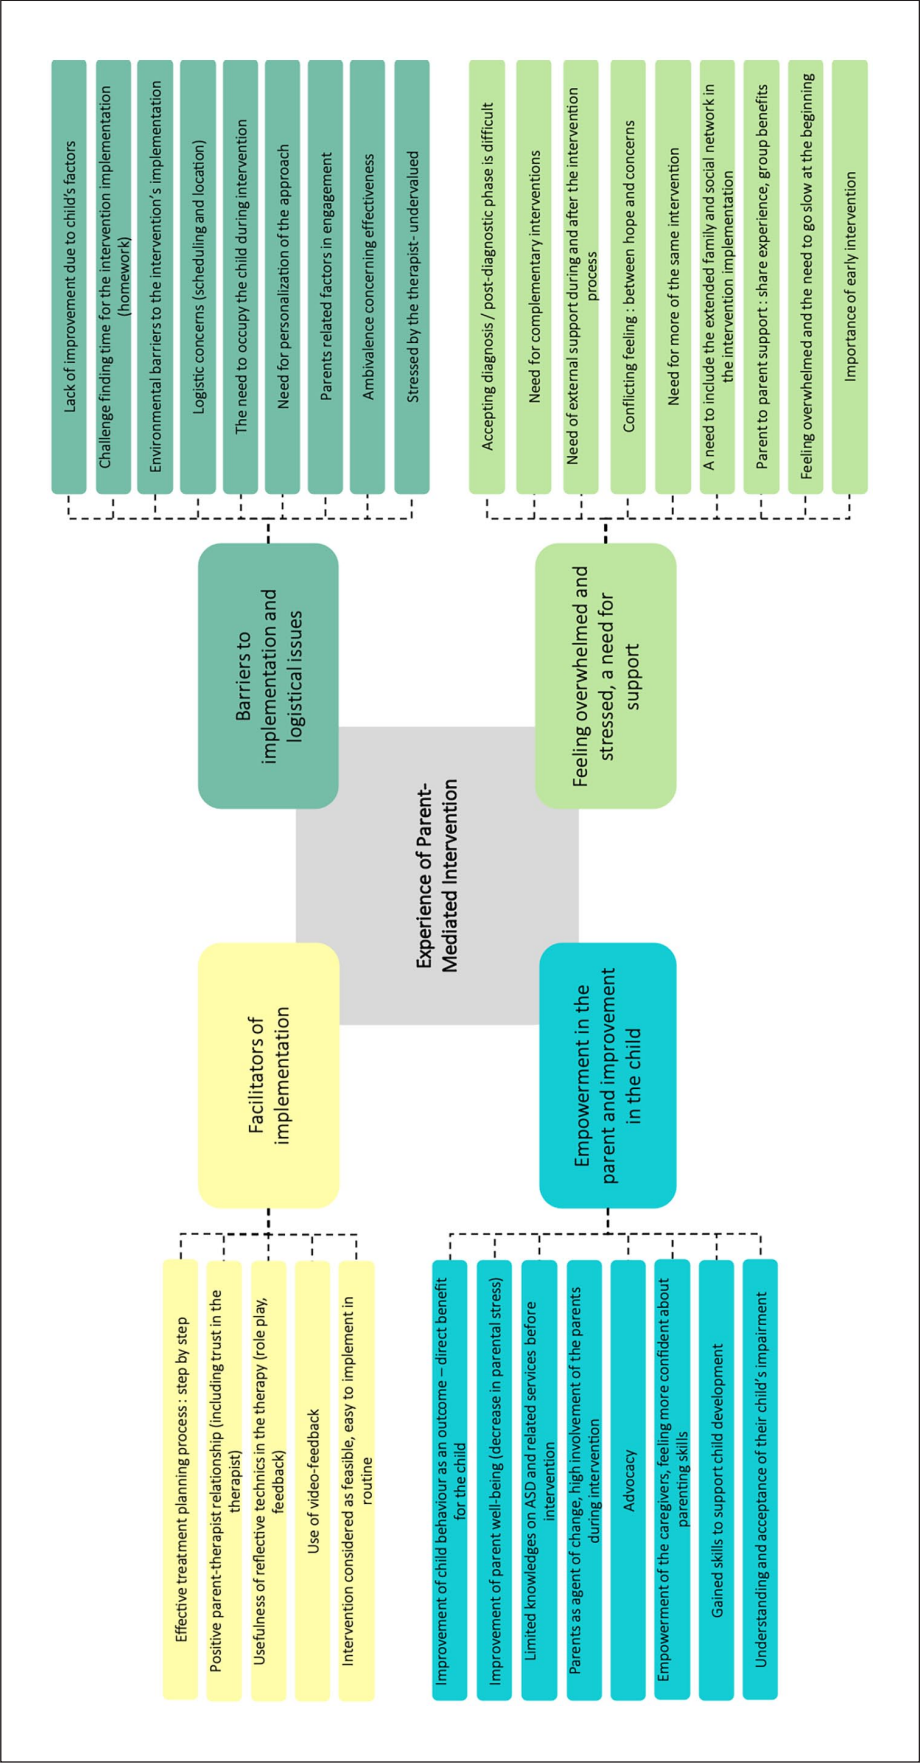 Experience of Parent-
Mediated Intervention
Facilitators of
implementation
Effective treatment planning process : step by step
Positive parent-therapist relationship (including trust in the
therapist)
Usefulness of reflective technics in the therapy (role play,
feedback)
Use of video-feedback
Intervention considered as feasible, easy to implement in
routine
Barriers to
implementation and
logistical issues
Lack of improvement due to child's factors
Challenge finding time for the intervention implementation
(homework)
Environmental barriers to the intervention's implementation
Logistic concerns (scheduling and location)
The need to occupy the child during intervention
Need for personalization of the approach
Parents related factors in engagement
Ambivalence concerning effectiveness
Stressed by the therapist- undervalued
Empowerment in the
parent and improvement
in the child
Improvement of child behaviour as an outcome – direct benefit
for the child
Improvement of parent well-being (decrease in parental stress)
Limited knowledges on ASD and related services before
intervention
Parents as agent of change, high involvement of the parents
during intervention
Advocacy
Empowerment of the caregivers, feeling more confident about
parenting skills
Gained skills to support child development
Understanding and acceptance of their child's impairment
Feeling overwhelmed and
stressed, a need for
support
Accepting diagnosis / post-diagnostic phase is difficult
Need for complementary interventions
Need of external support during and after the intervention
process
Conflicting feeling : between hope and concerns
Need for more of the same intervention
A need to include the extended family and social network in
the intervention implementation
Parent to parent support : share experience, group benefits
Feeling overwhelmed and the need to go slow at the beginning
Importance of early intervention